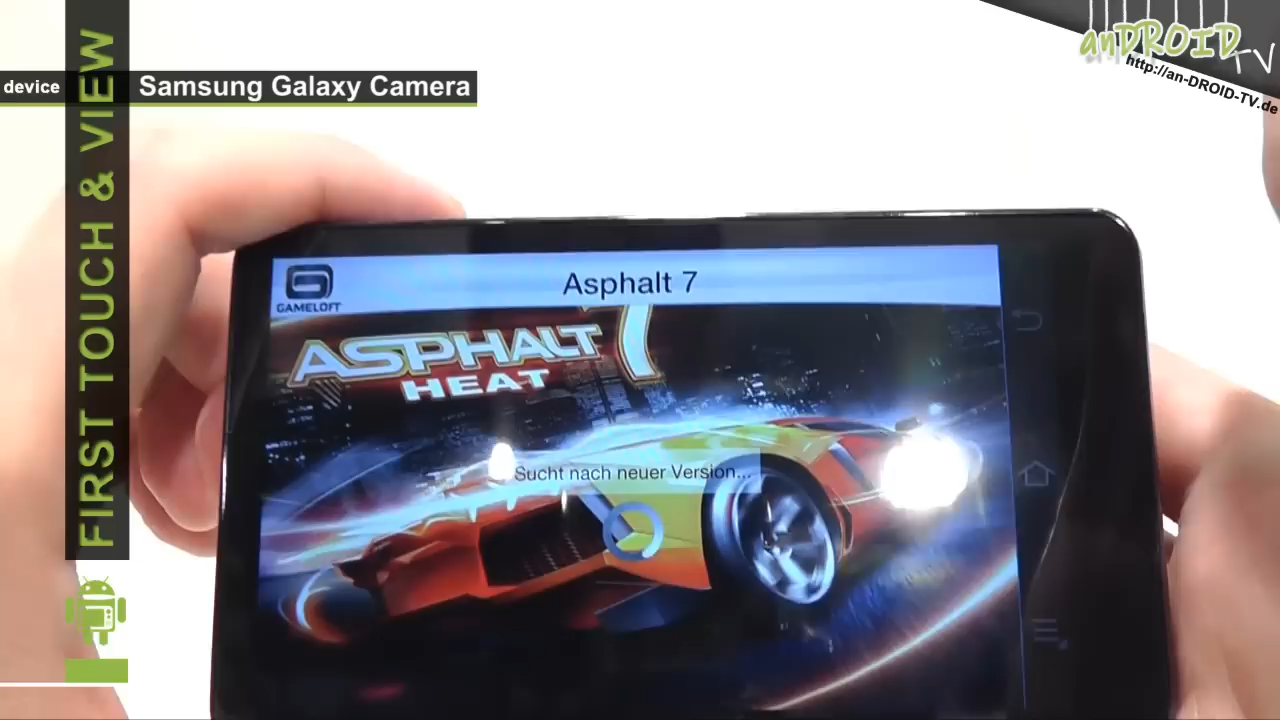 anDROID TV
http://an-DROID-TV.de
device Samsung Galaxy Camera
FIRST TOUCH & VIEW
GAMELOFT
Asphalt 7
ASPHALT 7
HEAT
Sucht nach neuer Version...